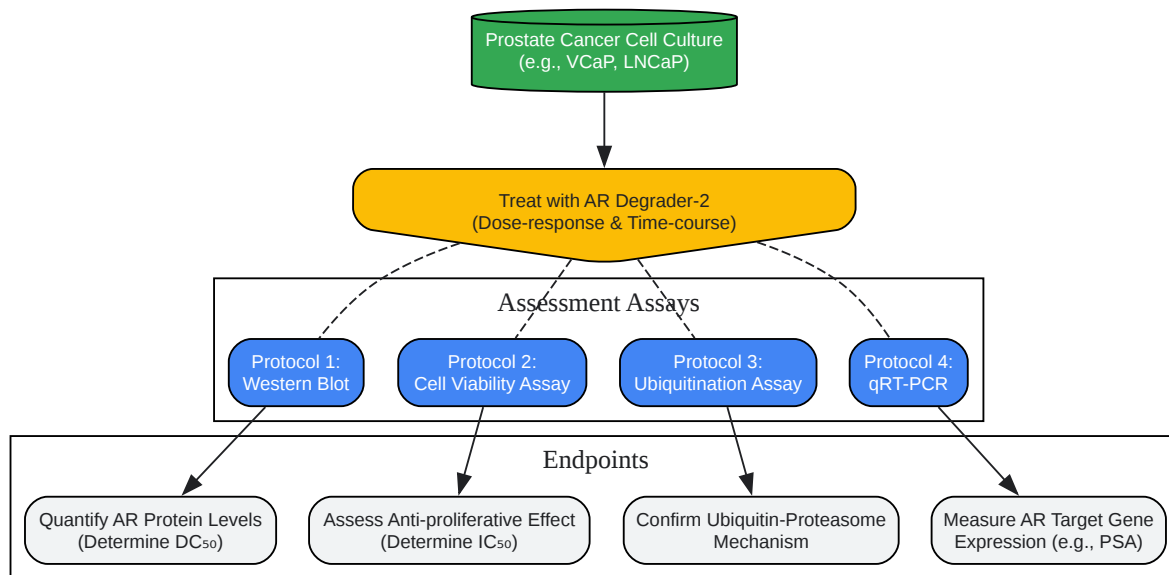 Prostate Cancer Cell Culture
(e.g., VCaP, LNCaP)
Treat with AR Degrader-2
(Dose-response & Time-course)
Assessment Assays
Protocol 1:
Western Blot
Protocol 2:
Cell Viability Assay
Protocol 3:
Ubiquitination Assay
Protocol 4:
qRT-PCR
Endpoints
Quantify AR Protein Levels
(Determine DC₅₀)
Assess Anti-proliferative Effect
(Determine IC₅₀)
Confirm Ubiquitin-Proteasome
Mechanism
Measure AR Target Gene
Expression (e.g., PSA)